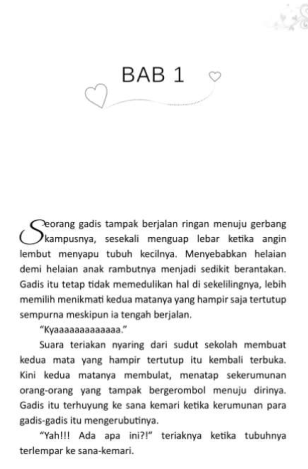 BAB 1
Seorang gadis tampak berjalan ringan menuju gerbang
kampusnya, sesekali menguap lebar ketika angin
lembut menyapu tubuh kecilnya. Menyebabkan helaian
demi helaian anak rambutnya menjadi sedikit berantakan.
Gadis itu tetap tidak memedulikan hal di sekelilingnya, lebih
memilih menikmati kedua matanya yang hampir saja tertutup
sempurna meskipun ia tengah berjalan.
“Kyaaaaaaaaaaaaa.”
Suara teriakan nyaring dari sudut sekolah membuat
kedua mata yang hampir tertutup itu kembali terbuka.
Kini kedua matanya membulat, menatap sekerumunan
orang-orang yang tampak bergerombol menuju dirinya.
Gadis itu terhuyung ke sana kemari ketika kerumunan para
gadis-gadis itu mengerubutinya.
“Yah!!! Ada apa ini?!” teriaknya ketika tubuhnya
terlempar ke sana-kemari.